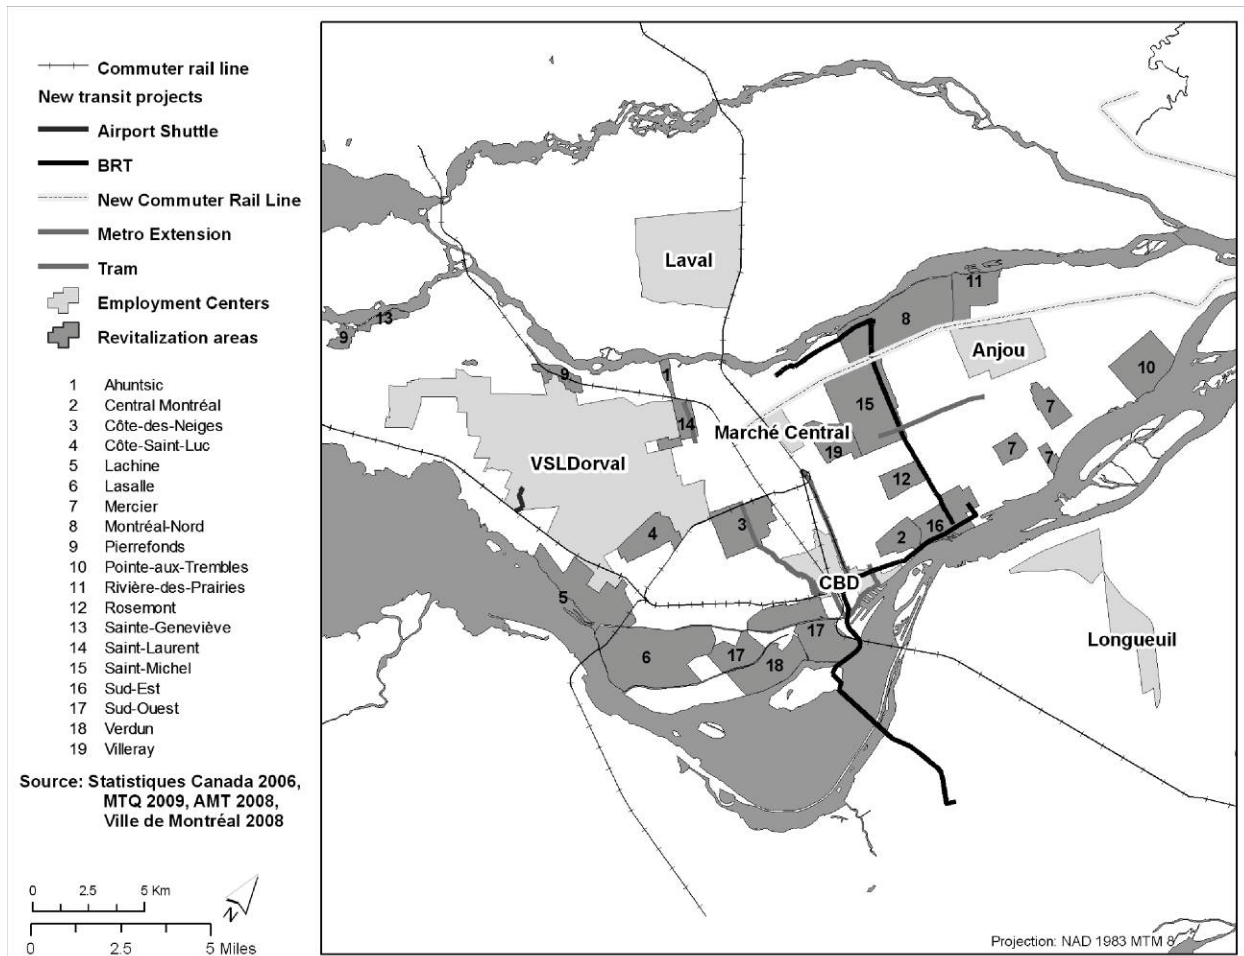 Commuter rail line
New transit projects
Airport Shuttle
BRT
New Commuter Rail Line
Metro Extension
Tram
Employment Centers
Revitalization areas
1 Ahuntsic
2 Central Montréal
3 Côte-des-Neiges
4 Côte-Saint-Luc
5 Lachine
6 Lasalle
7 Mercier
8 Montréal-Nord
9 Pierrefonds
10 Pointe-aux-Trembles
11 Rivière-des-Prairies
12 Rosemont
13 Sainte-Geneviève
14 Saint-Laurent
15 Saint-Michel
16 Sud-Est
17 Sud-Ouest
18 Verdun
19 Villeray
Source: Statistiques Canada 2006,
MTQ 2009, AMT 2008,
Ville de Montréal 2008
0 2.5 5 Km
N
0 2.5 5 Miles
Laval
11
13
8
9
Anjou
9
1
10
15
7
14
Marché Central
19
VSLDorval
7
7
12
3
4
16
2
CBD
5
17
Longueuil
6
17
18
Projection: NAD 1983 MTM 8